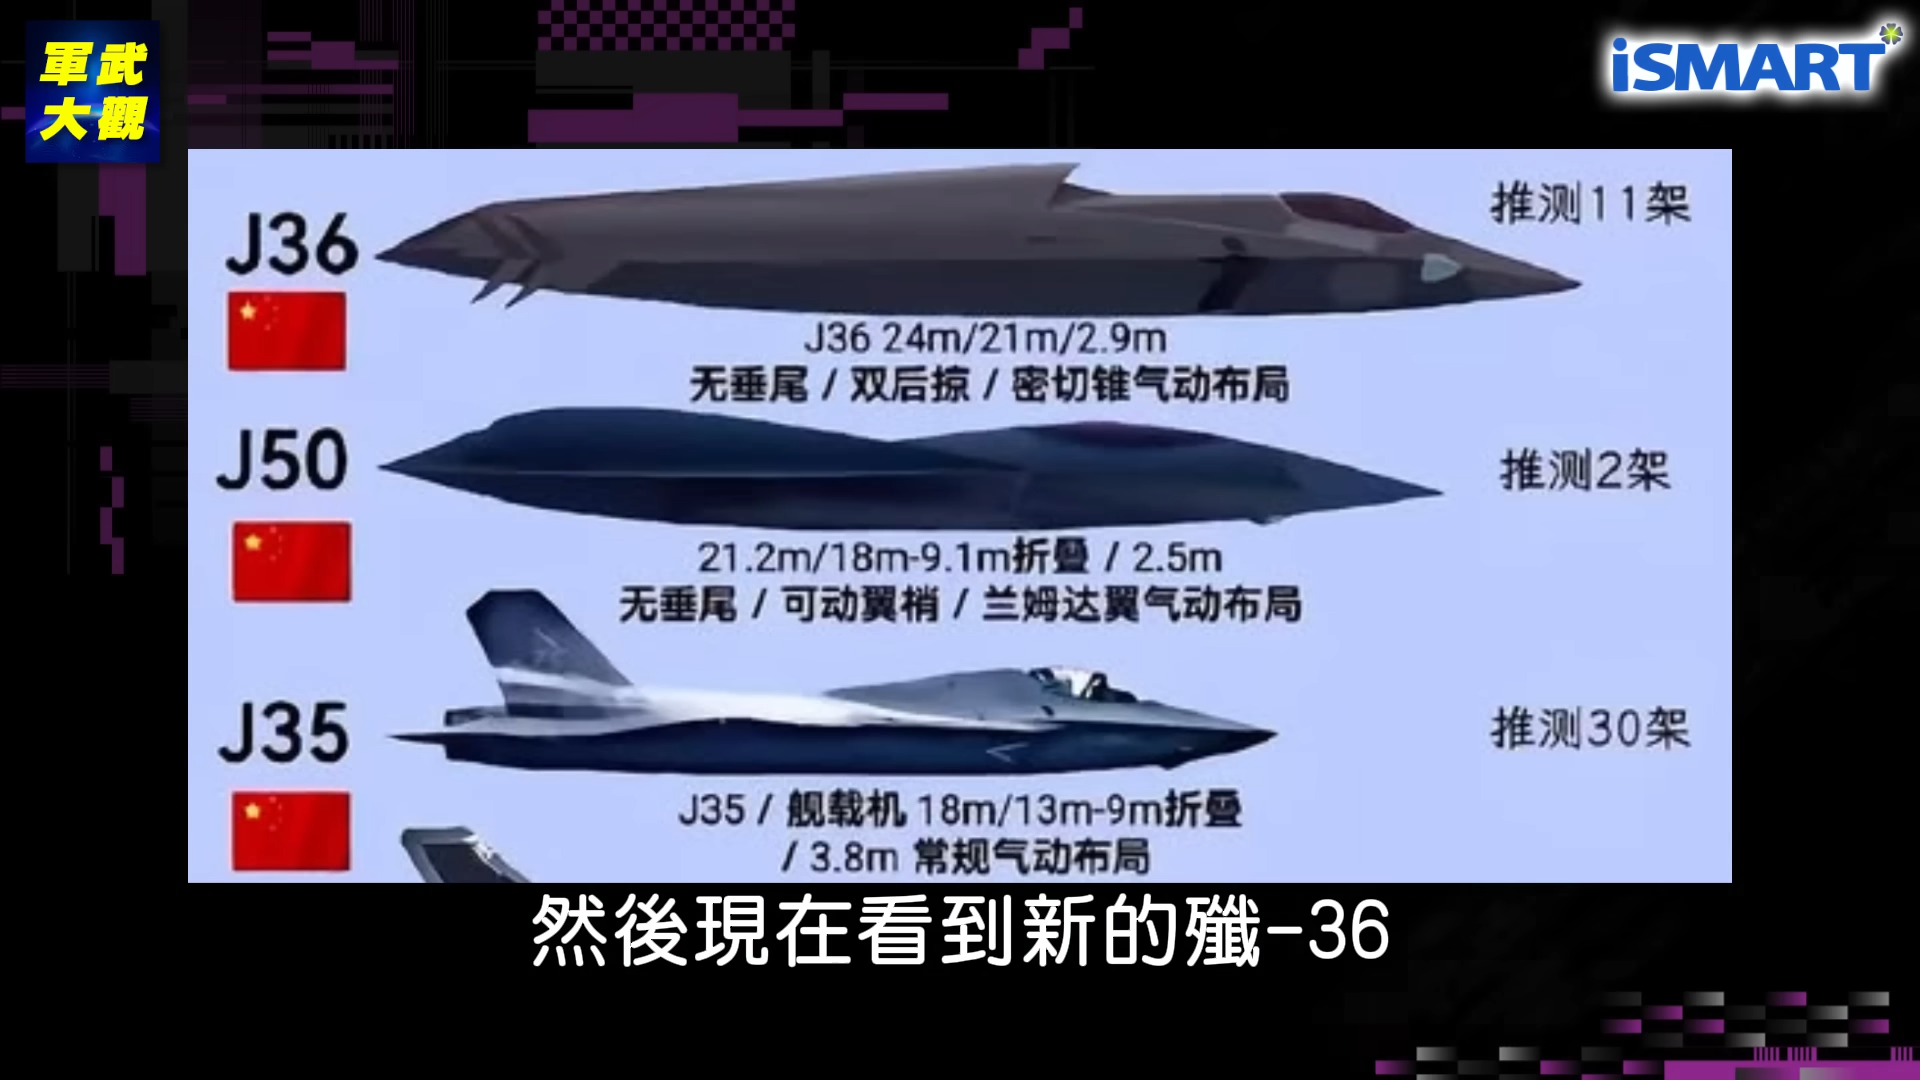 軍武
大觀
iSMART
J36
推测11架
J36 24m/21m/2.9m
无垂尾 / 双后掠 / 密切锥气动布局
J50
推测2架
21.2m/18m-9.1m折叠 / 2.5m
无垂尾 / 可动翼梢 / 兰姆达翼气动布局
J35
推测30架
J35 / 舰载机 18m/13m-9m折叠
/ 3.8m 常规气动布局
然後現在看到新的殲-36